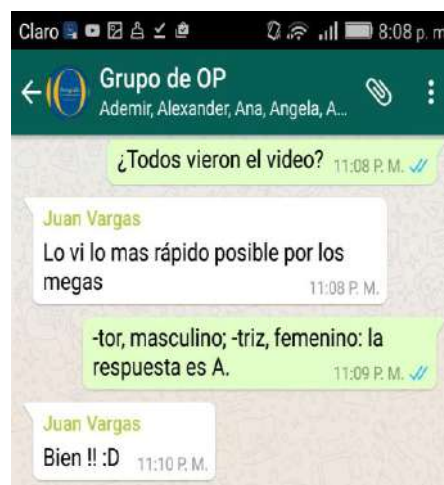 Claro 8:08 p. m
Grupo de OP
Ademir, Alexander, Ana, Angela, A...
¿Todos vieron el video? 11:08 P. M.
Juan Vargas
Lo vi lo mas rápido posible por los
megas 11:08 P. M.
-tor, masculino; -triz, femenino: la
respuesta es A. 11:09 P. M.
Juan Vargas
Bien !! :D 11:10 P. M.